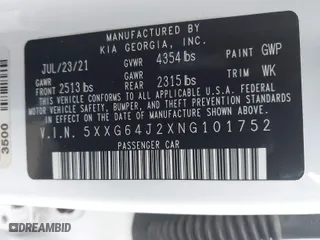 MANUFACTURED BY
KIA GEORGIA, INC.
JUL/23/21 GVWR 4354 lbs PAINT GWP
GAWR FRONT 2513 lbs GAWR REAR 2315 lbs TRIM WK
THIS VEHICLE CONFORMS TO ALL APPLICABLE FEDERAL MOTOR
VEHICLE SAFETY, BUMPER, AND THEFT PREVENTION STANDARDS
IN EFFECT ON THE DATE OF MANUFACTURE SHOWN ABOVE.
V.I.N. 5XXG64J2XNG101752
PASSENGER CAR
3500
© DREAMBID
DREAMBID.COM